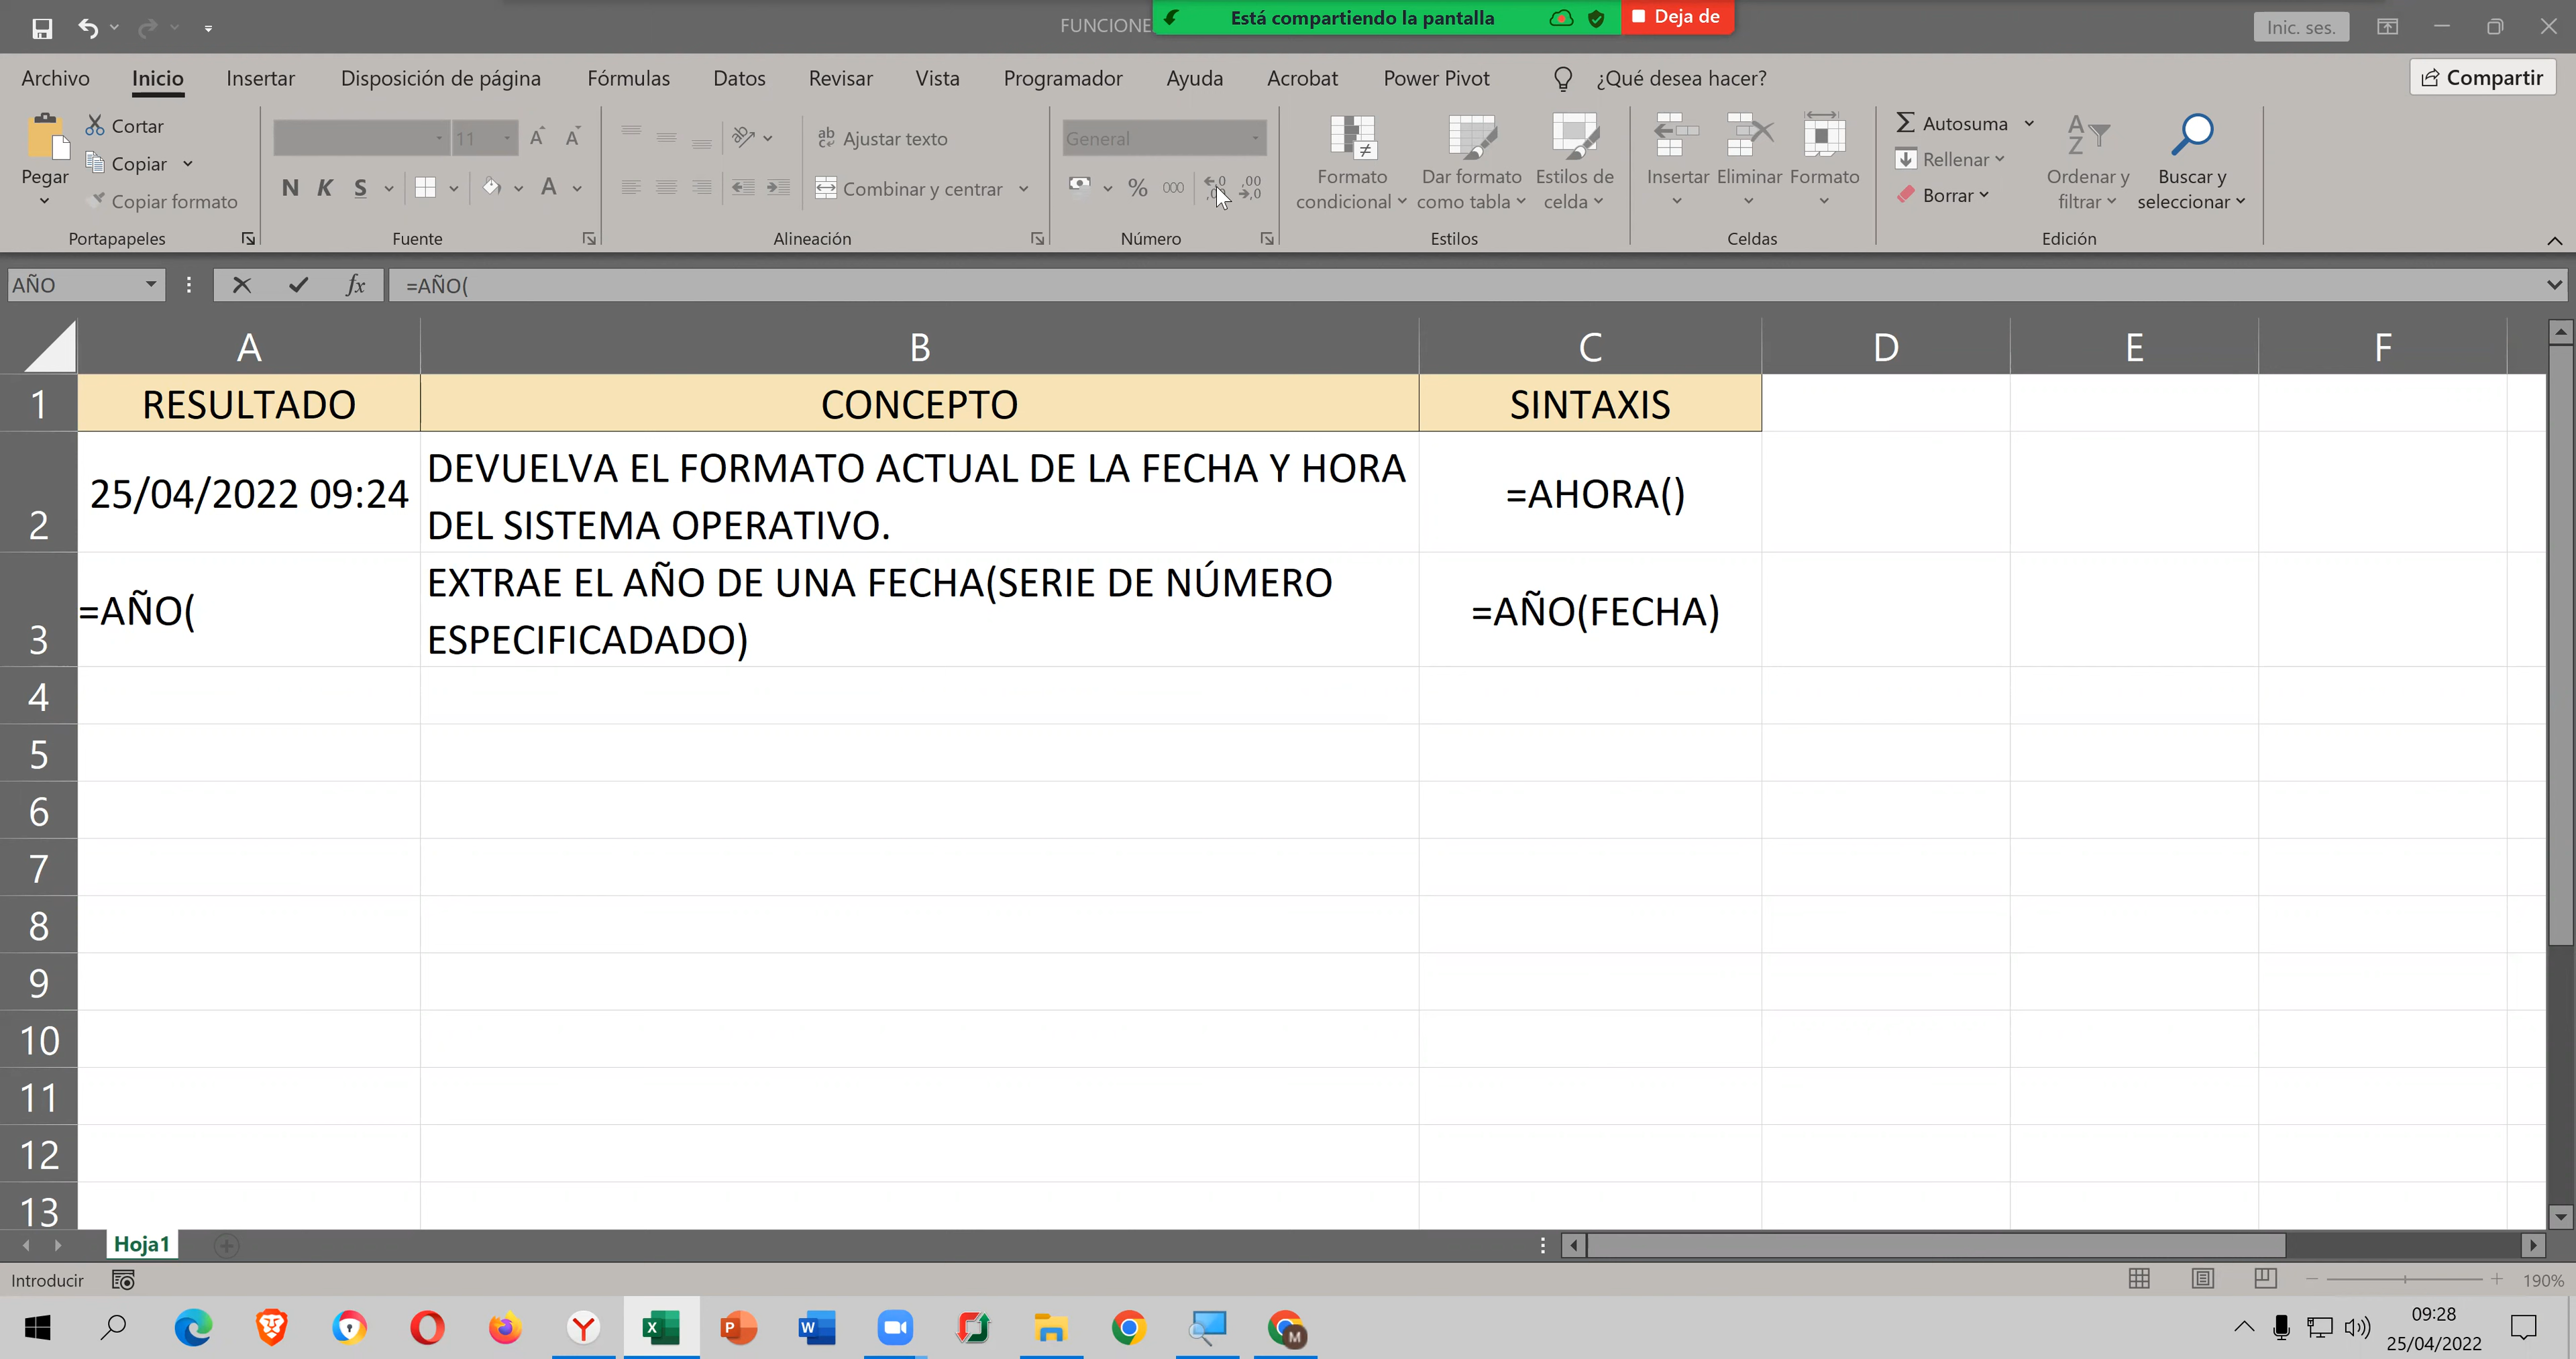 FUNCIONE
Está compartiendo la pantalla
Deja de
Inic. ses.
Archivo Inicio Insertar Disposición de página Fórmulas Datos Revisar Vista Programador Ayuda Acrobat Power Pivot ¿Qué desea hacer? Compartir
Pegar
Cortar
Copiar
Copiar formato
Portapapeles
11
N K S
Fuente
Ajustar texto
Combinar y centrar
Alineación
General
% 000
Número
Formato
condicional
Dar formato
como tabla
Estilos de
celda
Estilos
Insertar
Eliminar
Formato
Celdas
Autosuma
Rellenar
Borrar
Ordenar y
filtrar
Buscar y
seleccionar
Edición
AÑO
fx
=AÑO(
A B C D E F
1 RESULTADO CONCEPTO SINTAXIS
2 25/04/2022 09:24
DEVUELVA EL FORMATO ACTUAL DE LA FECHA Y HORA
DEL SISTEMA OPERATIVO.
=AHORA()
3 =AÑO(
EXTRAE EL AÑO DE UNA FECHA(SERIE DE NÚMERO
ESPECIFICADADO)
=AÑO(FECHA)
4
5
6
7
8
9
10
11
12
13
Hoja1
Introducir
190%
09:28
25/04/2022